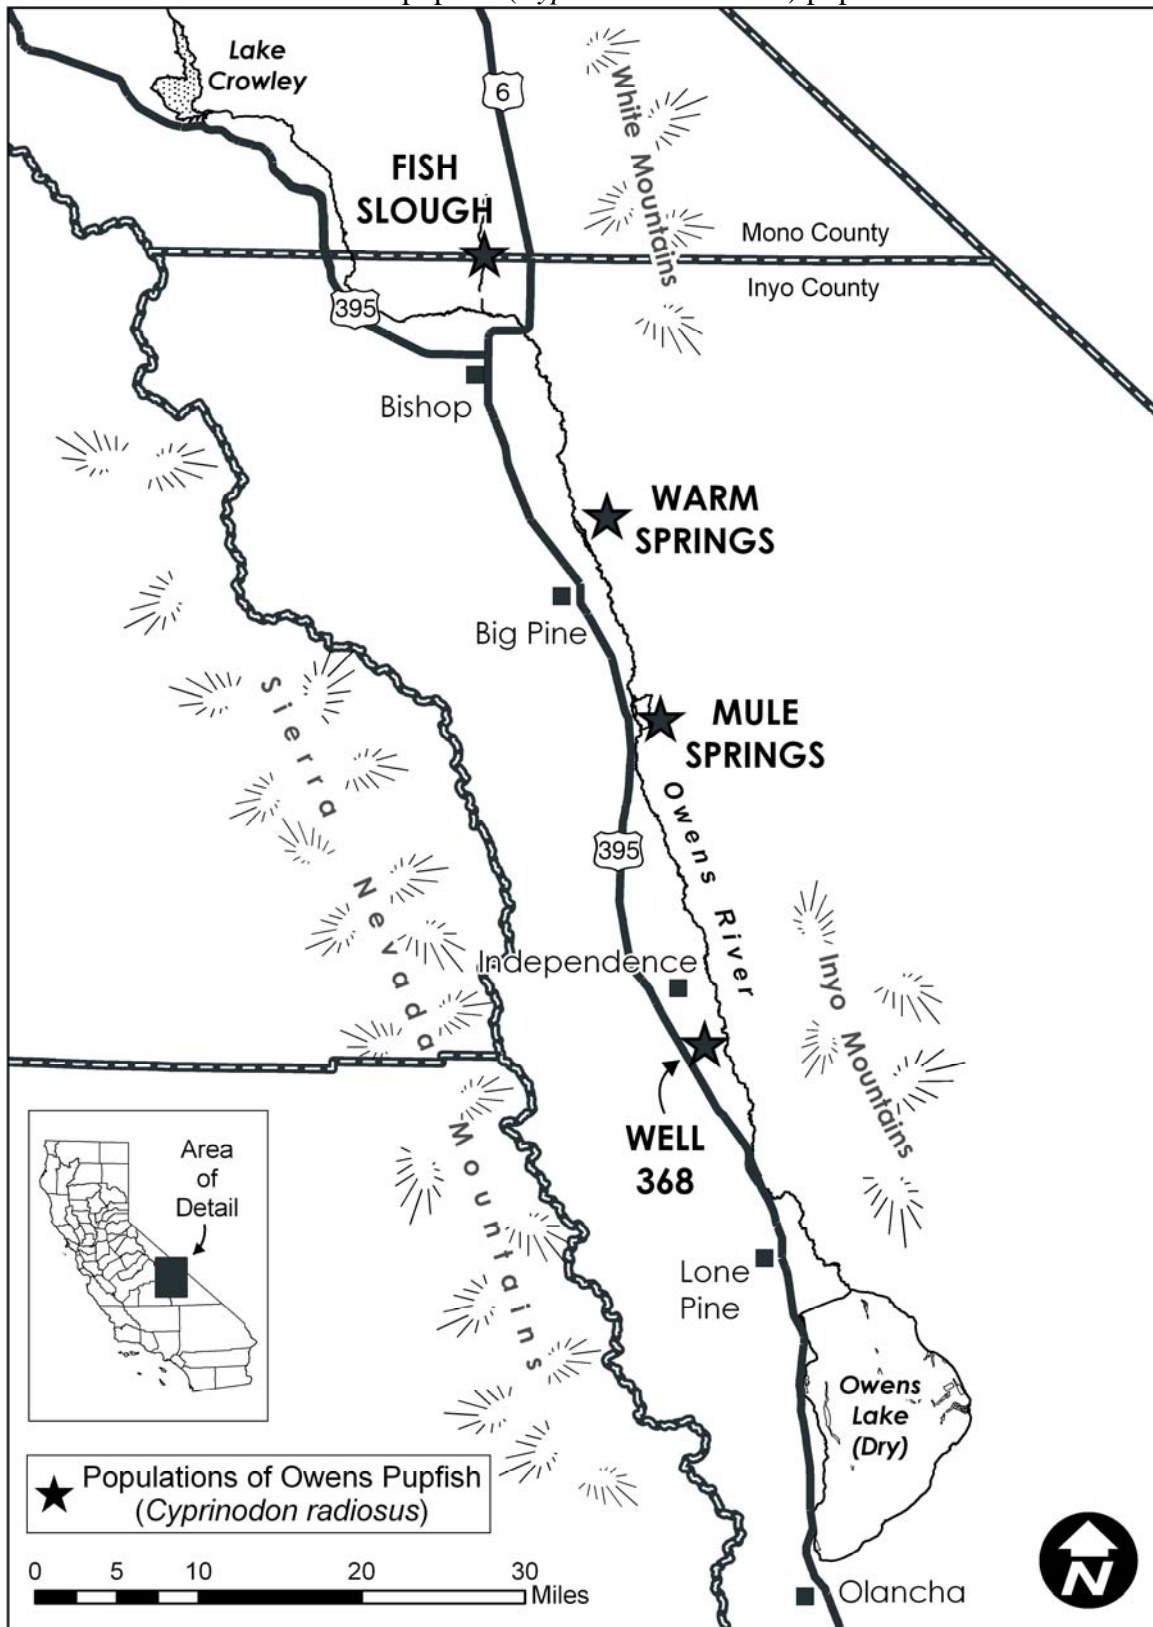 Lake
Crowley
6
White Mountains
FISH
SLOUGH
Mono County
Inyo County
395
Bishop
WARM
SPRINGS
Big Pine
MULE
SPRINGS
Sierra Nevada Mountains
Owens River
395
Independence
Inyo Mountains
WELL
368
Area
of
Detail
Lone
Pine
Owens
Lake
(Dry)
Populations of Owens Pupfish
(Cyprinodon radiosus)
0 5 10 20 30
Miles
N
Olancha